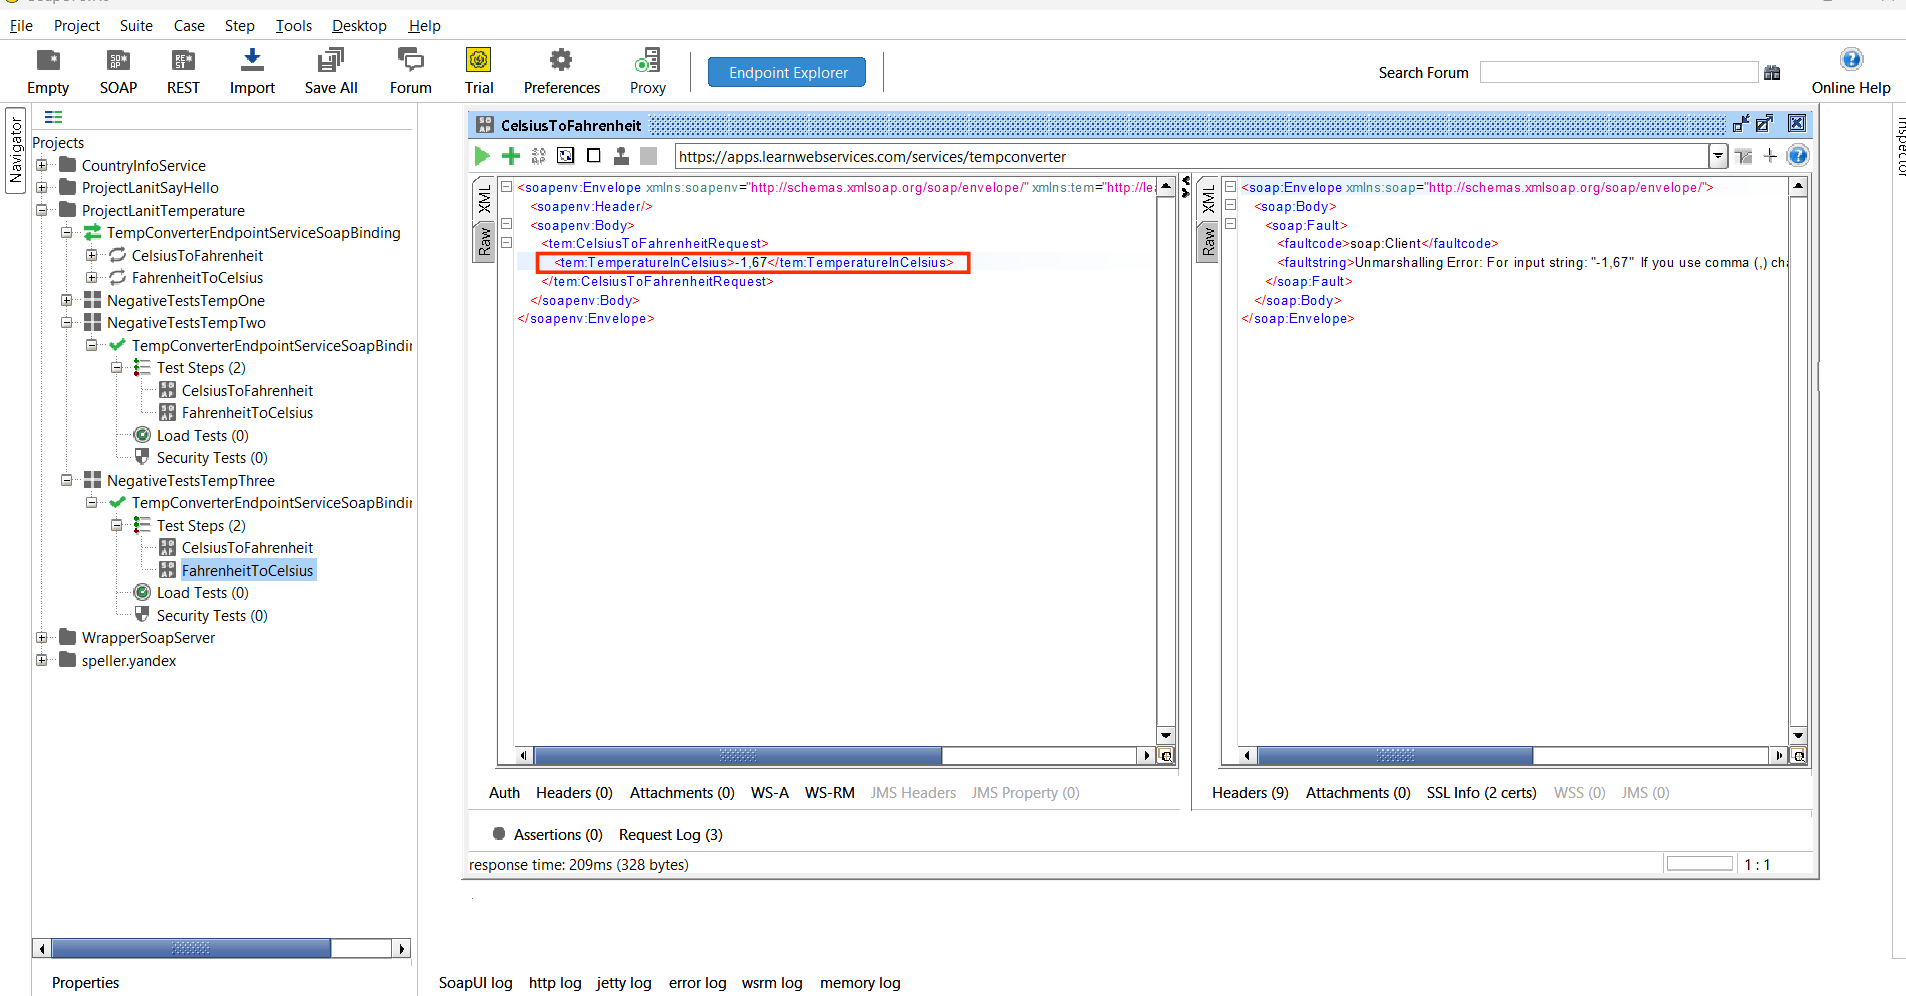 File Project Suite Case Step Tools Desktop Help
Empty SOAP REST Import Save All Forum Trial Preferences Proxy Endpoint Explorer Search Forum Online Help
Navigator
Projects
CountryInfoService
ProjectLanitSayHello
ProjectLanitTemperature
TempConverterEndpointServiceSoapBinding
CelsiusToFahrenheit
FahrenheitToCelsius
NegativeTestsTempOne
NegativeTestsTempTwo
TempConverterEndpointServiceSoapBindin
Test Steps (2)
CelsiusToFahrenheit
FahrenheitToCelsius
Load Tests (0)
Security Tests (0)
NegativeTestsTempThree
TempConverterEndpointServiceSoapBindin
Test Steps (2)
CelsiusToFahrenheit
FahrenheitToCelsius
Load Tests (0)
Security Tests (0)
WrapperSoapServer
speller.yandex
Properties
CelsiusToFahrenheit
https://apps.learnwebservices.com/services/tempconverter
XML
Raw
<soapenv:Envelope xmlns:soapenv="http://schemas.xmlsoap.org/soap/envelope/" xmlns:tem="http://lea
<soapenv:Header/>
<soapenv:Body>
<tem:CelsiusToFahrenheitRequest>
<tem:TemperatureInCelsius>-1,67</tem:TemperatureInCelsius>
</tem:CelsiusToFahrenheitRequest>
</soapenv:Body>
</soapenv:Envelope>
XML
Raw
<soap:Envelope xmlns:soap="http://schemas.xmlsoap.org/soap/envelope/">
<soap:Body>
<soap:Fault>
<faultcode>soap:Client</faultcode>
<faultstring>Unmarshalling Error: For input string: "-1,67" If you use comma (,) cha
</soap:Fault>
</soap:Body>
</soap:Envelope>
Auth Headers (0) Attachments (0) WS-A WS-RM JMS Headers JMS Property (0)
Headers (9) Attachments (0) SSL Info (2 certs) WSS (0) JMS (0)
Assertions (0) Request Log (3)
response time: 209ms (328 bytes)
1 : 1
SoapUI log http log jetty log error log wsrm log memory log
Inspector